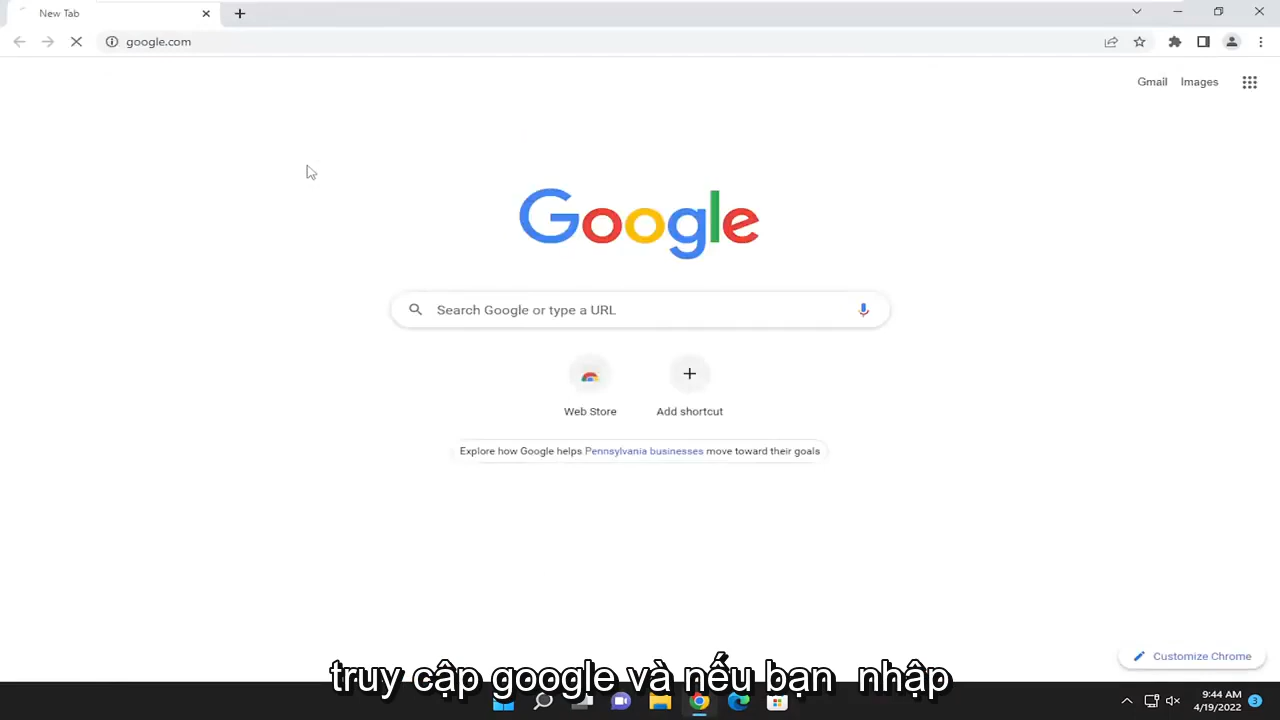 New Tab
google.com
Gmail Images
Google
Search Google or type a URL
Web Store Add shortcut
Explore how Google helps Pennsylvania businesses move toward their goals
Customize Chrome
truy cập google và nếu bạn nhập
9:44 AM
4/19/2022
3